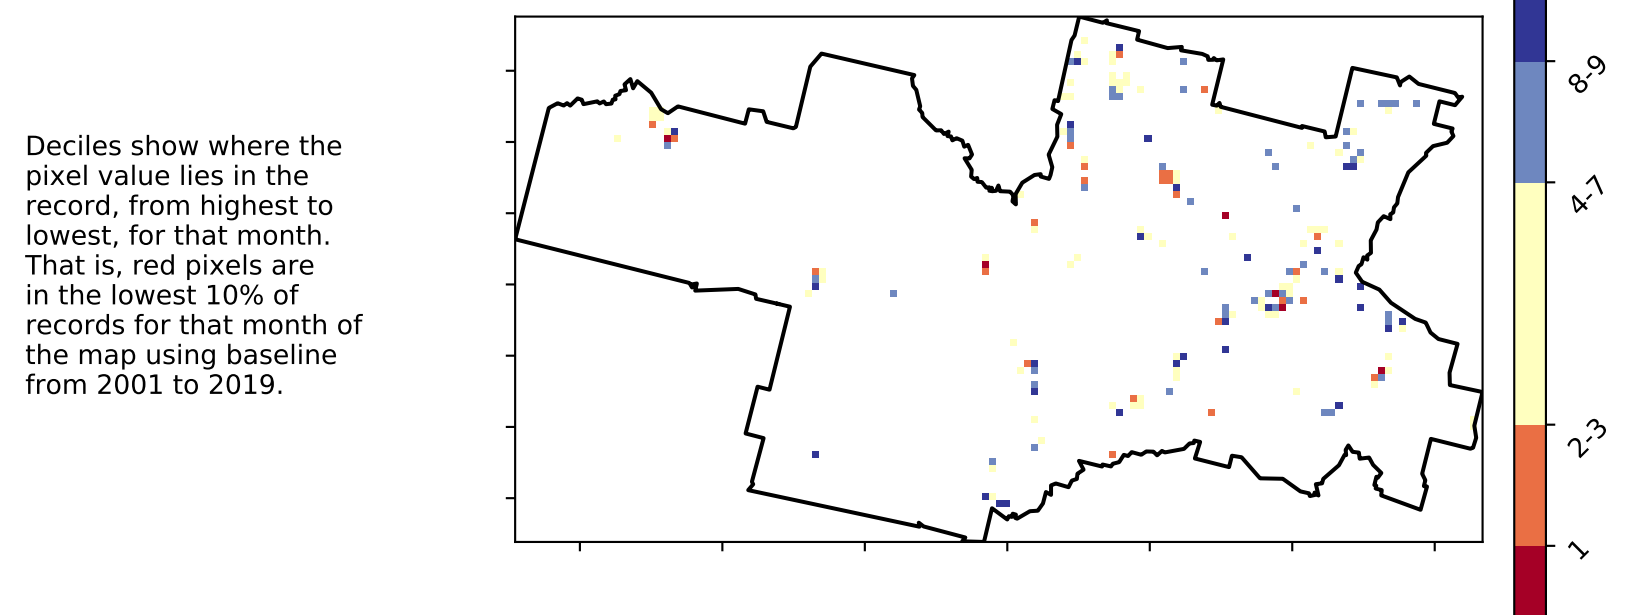 Deciles show where the
pixel value lies in the
record, from highest to
lowest, for that month.
That is, red pixels are
in the lowest 10% of
records for that month of
the map using baseline
from 2001 to 2019.
8-9
4-7
2-3
1